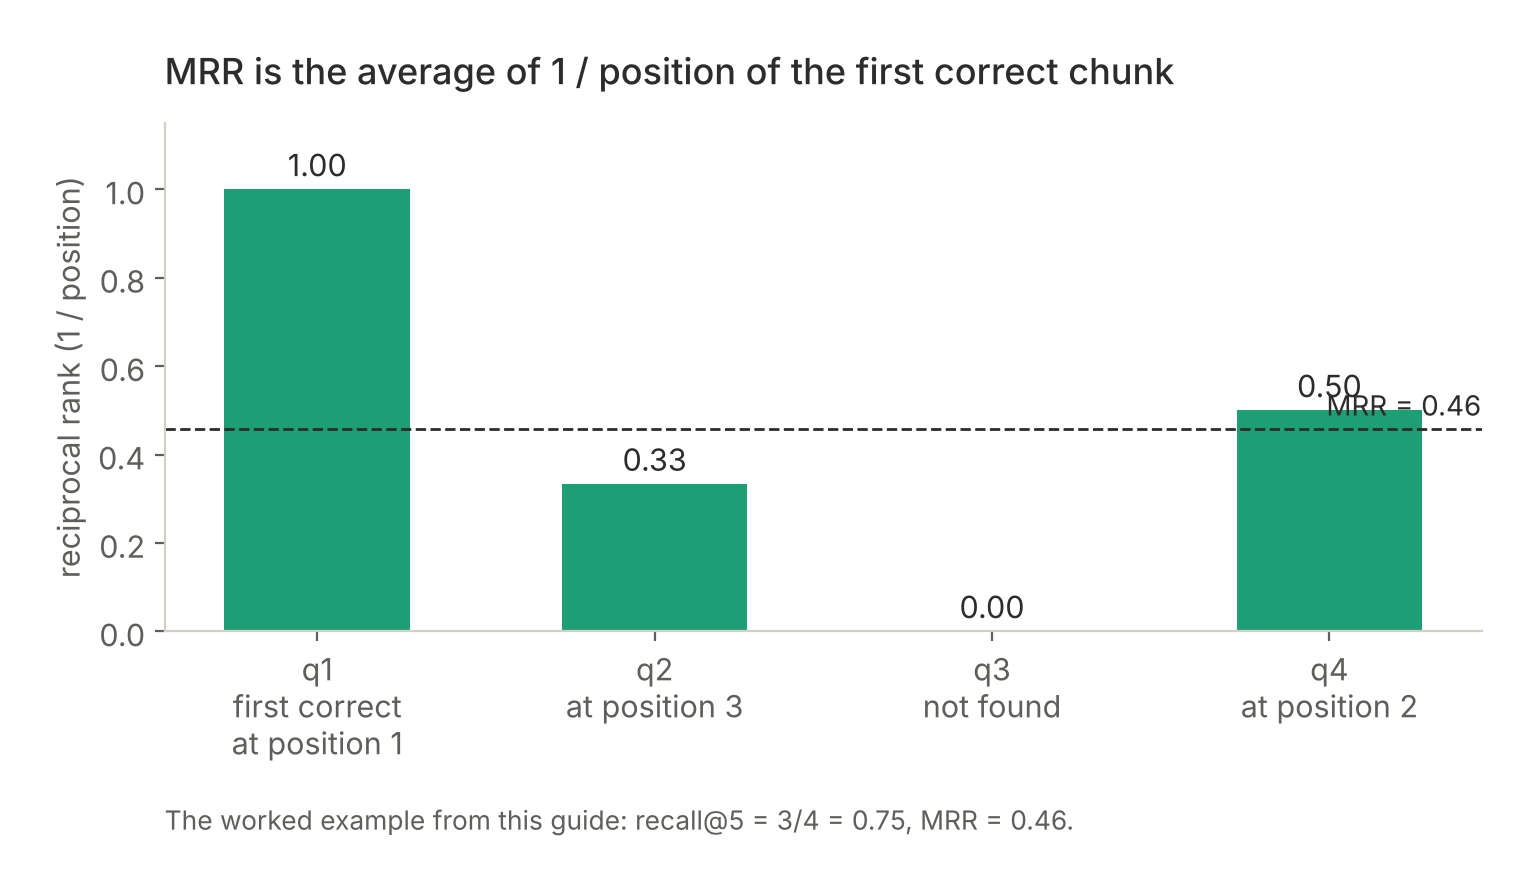 MRR is the average of 1 / position of the first correct chunk
reciprocal rank (1 / position)
1.0
0.8
0.6
0.4
0.2
0.0
1.00
0.33
0.00
0.50
MRR = 0.46
q1
first correct
at position 1
q2
at position 3
q3
not found
q4
at position 2
The worked example from this guide: recall@5 = 3/4 = 0.75, MRR = 0.46.